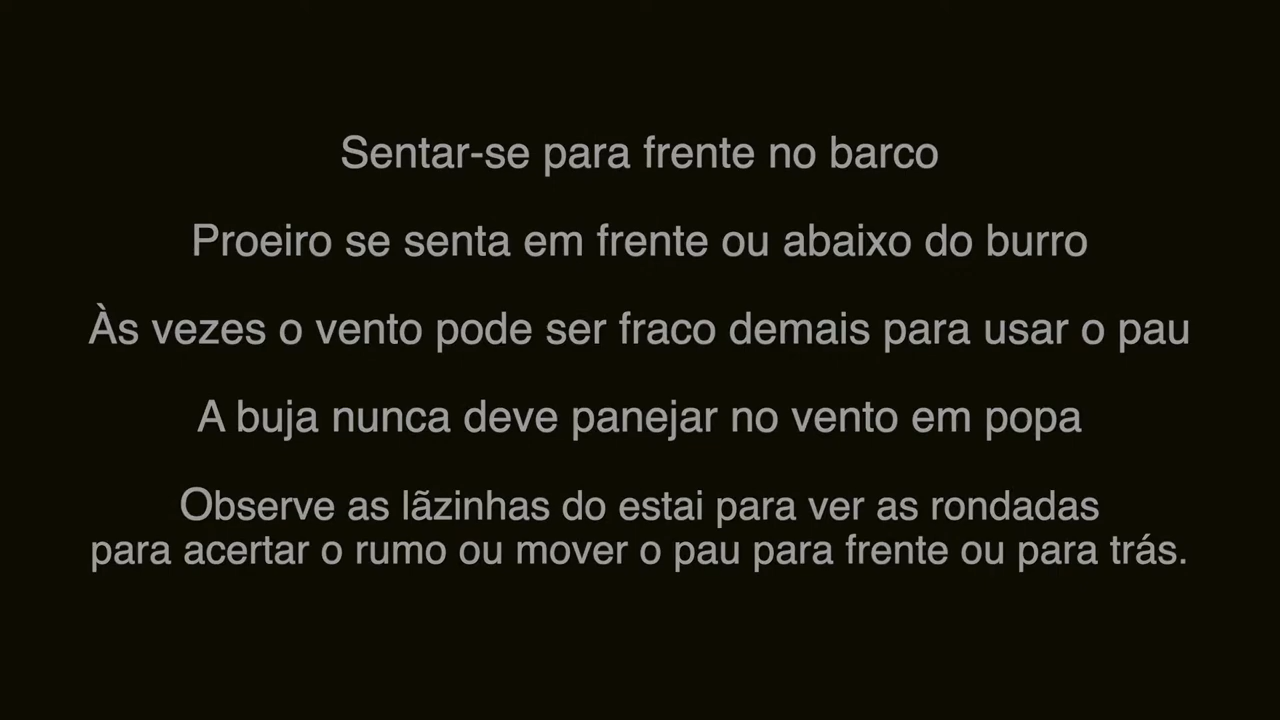 Sentar-se para frente no barco
Proeiro se senta em frente ou abaixo do burro
Às vezes o vento pode ser fraco demais para usar o pau
A buja nunca deve panejar no vento em popa
Observe as lãzinhas do estai para ver as rondadas
para acertar o rumo ou mover o pau para frente ou para trás.